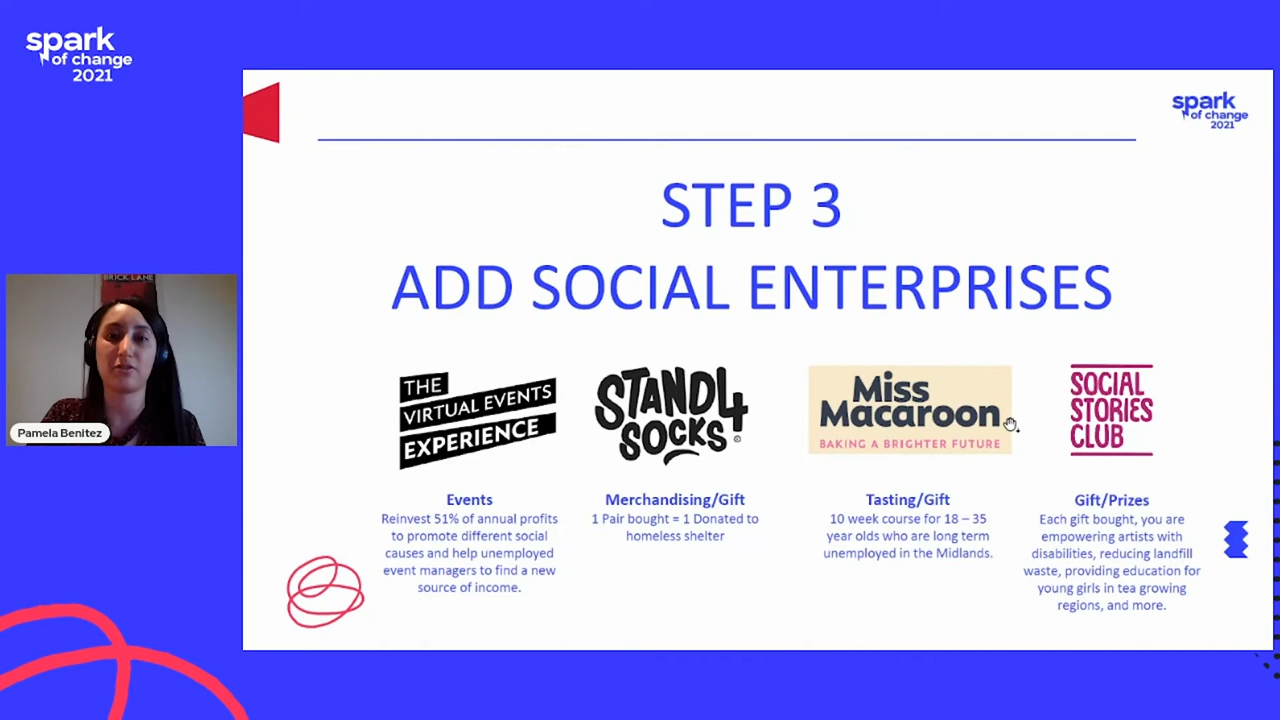 spark
of change
2021
spark
of change
2021
STEP 3
ADD SOCIAL ENTERPRISES
THE
VIRTUAL EVENTS
EXPERIENCE
STAND4
SOCKS
Miss
Macaroon
BAKING A BRIGHTER FUTURE
SOCIAL
STORIES
CLUB
Events
Reinvest 51% of annual profits
to promote different social
causes and help unemployed
event managers to find a new
source of income.
Merchandising/Gift
1 Pair bought = 1 Donated to
homeless shelter
Tasting/Gift
10 week course for 18 – 35
year olds who are long term
unemployed in the Midlands.
Gift/Prizes
Each gift bought, you are
empowering artists with
disabilities, reducing landfill
waste, providing education for
young girls in tea growing
regions, and more.
BRICK LANE
Pamela Benitez